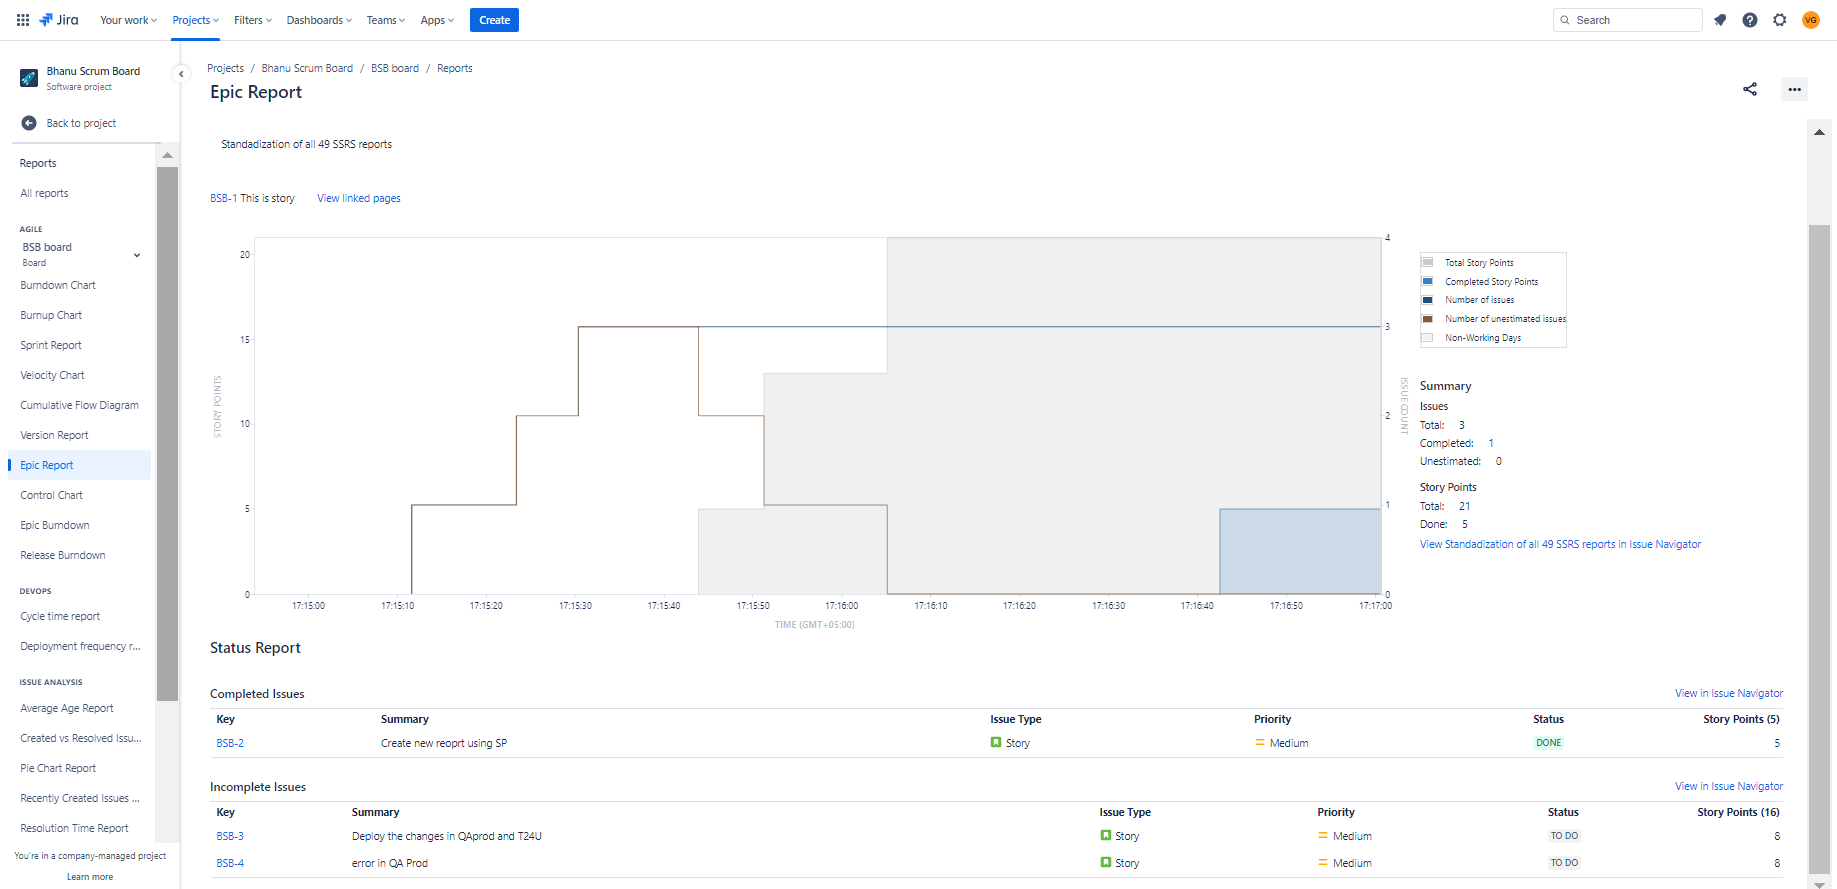 Jira
Your work
Projects
Filters
Dashboards
Teams
Apps
Create
Search
VG
Bhanu Scrum Board
Software project
Back to project
Reports
All reports
AGILE
BSB board
Board
Burndown Chart
Burnup Chart
Sprint Report
Velocity Chart
Cumulative Flow Diagram
Version Report
Epic Report
Control Chart
Epic Burndown
Release Burndown
DEVOPS
Cycle time report
Deployment frequency r...
ISSUE ANALYSIS
Average Age Report
Created vs Resolved Issu...
Pie Chart Report
Recently Created Issues ...
Resolution Time Report
You're in a company-managed project
Learn more
Projects / Bhanu Scrum Board / BSB board / Reports
Epic Report
Standadization of all 49 SSRS reports
BSB-1 This is story View linked pages
STORY POINTS
20
15
10
5
0
4
3
2
1
0
ISSUE COUNT
17:15:00 17:15:10 17:15:20 17:15:30 17:15:40 17:15:50 17:16:00 17:16:10 17:16:20 17:16:30 17:16:40 17:16:50 17:17:00
TIME (GMT+05:00)
Total Story Points
Completed Story Points
Number of issues
Number of unestimated issues
Non-Working Days
Summary
Issues
Total: 3
Completed: 1
Unestimated: 0
Story Points
Total: 21
Done: 5
View Standadization of all 49 SSRS reports in Issue Navigator
Status Report
Completed Issues View in Issue Navigator
Key Summary Issue Type Priority Status Story Points (5)
BSB-2 Create new reoprt using SP Story Medium DONE 5
Incomplete Issues View in Issue Navigator
Key Summary Issue Type Priority Status Story Points (16)
BSB-3 Deploy the changes in QAprod and T24U Story Medium TO DO 8
BSB-4 error in QA Prod Story Medium TO DO 8